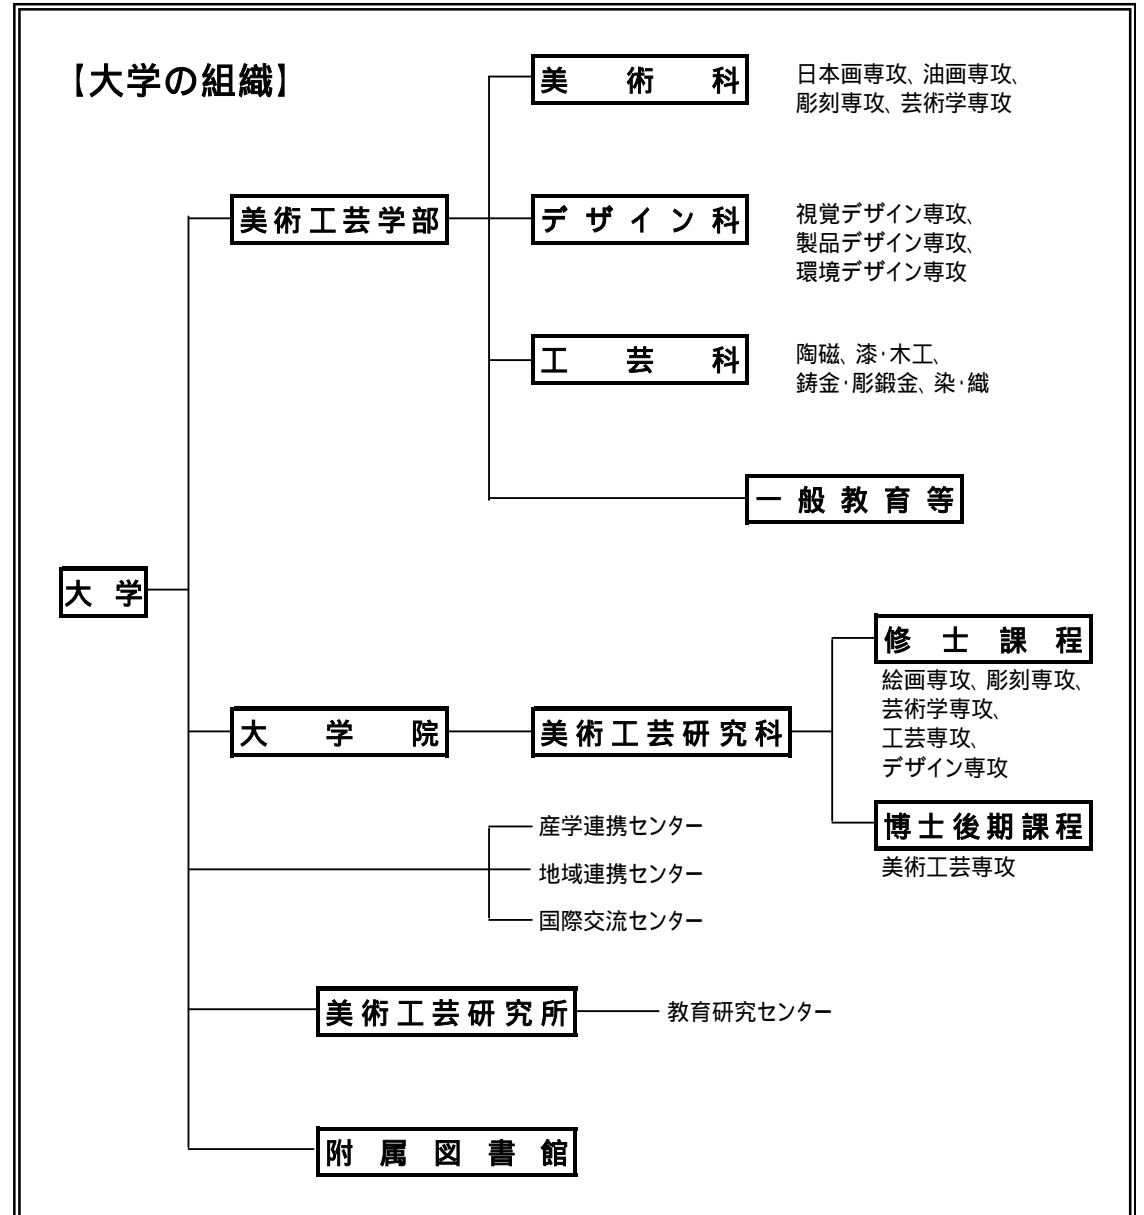 【大学の組織】
美術科
日本画専攻、油画専攻、
彫刻専攻、芸術学専攻
美術工芸学部
デザイン科
視覚デザイン専攻、
製品デザイン専攻、
環境デザイン専攻
工芸科
陶磁、漆・木工、
鋳金・彫鍛金、染・織
一般教育等
大学
大学院
美術工芸研究科
修士課程
絵画専攻、彫刻専攻、
芸術学専攻、
工芸専攻、
デザイン専攻
博士後期課程
美術工芸専攻
産学連携センター
地域連携センター
国際交流センター
美術工芸研究所
教育研究センター
附属図書館